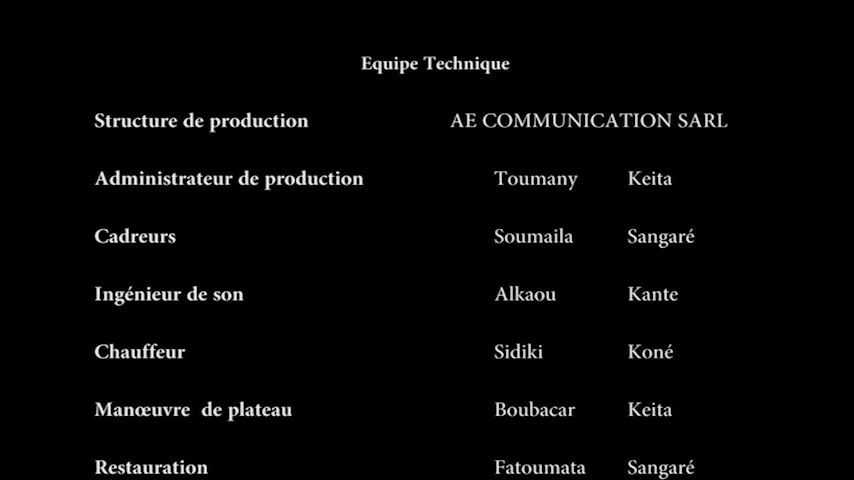 Equipe Technique
Structure de production AE COMMUNICATION SARL
Administrateur de production Toumany Keita
Cadreurs Soumaila Sangaré
Ingénieur de son Alkaou Kante
Chauffeur Sidiki Koné
Manœuvre de plateau Boubacar Keita
Restauration Fatoumata Sangaré